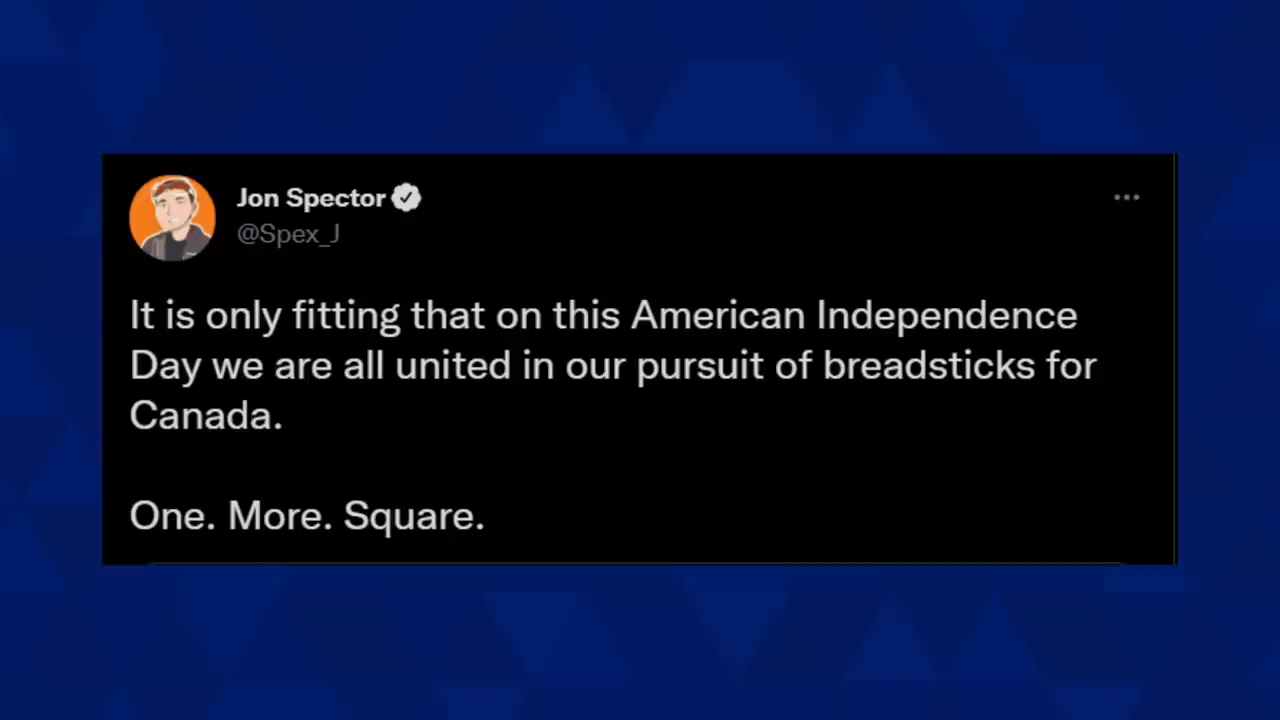 Jon Spector
@Spex_J
It is only fitting that on this American Independence
Day we are all united in our pursuit of breadsticks for
Canada.
One. More. Square.